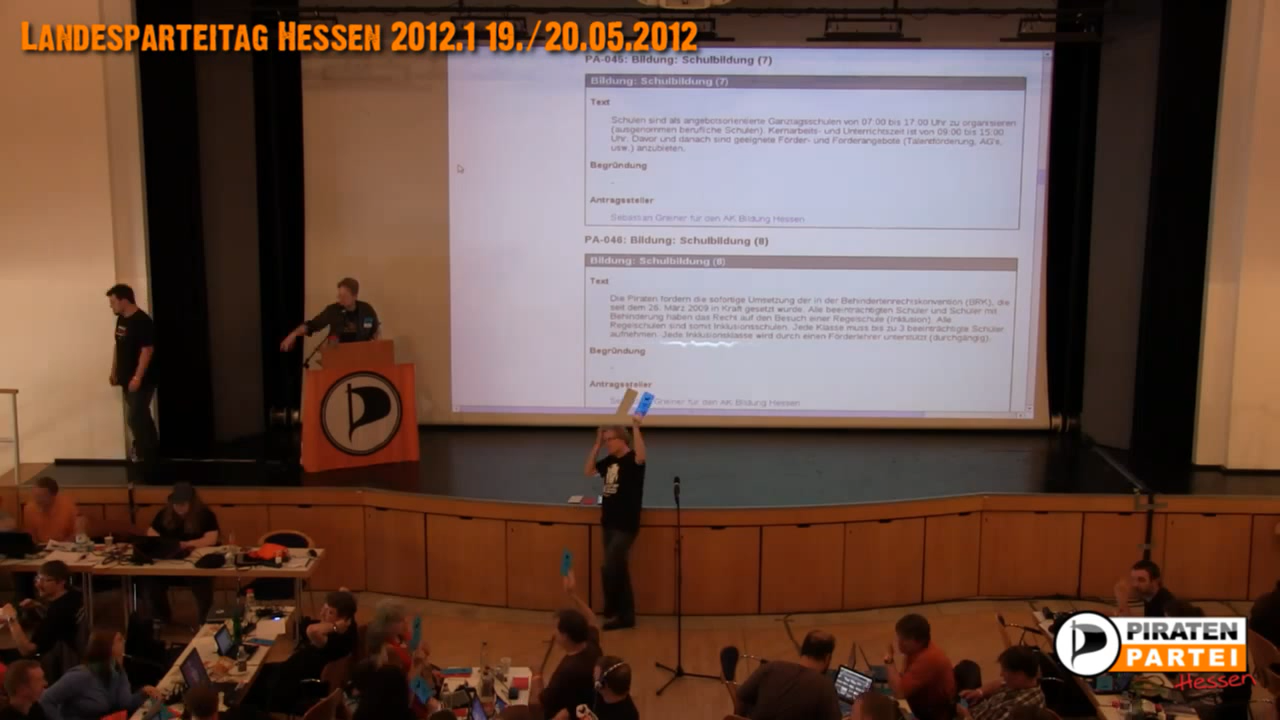 LANDESPARTEITAG HESSEN 2012.1 19./20.05.2012
PA-045: Bildung: Schulbildung (7)
Bildung: Schulbildung (7)
Text
Schulen sind als angebotsorientierte Ganztagsschulen von 07:00 bis 17:00 Uhr zu organisieren
(ausgenommen berufliche Schulen). Kernarbeits- und Unterrichtszeit ist von 09:00 bis 15:00
Uhr. Davor und danach sind geeignete Förder- und Forderangebote (Talentförderung, AG's,
usw.) anzubieten.
Begründung
-
Antragssteller
Sebastian Greiner für den AK Bildung Hessen
PA-046: Bildung: Schulbildung (8)
Bildung: Schulbildung (8)
Text
Die Piraten fordern die sofortige Umsetzung der in der Behindertenrechtskonvention (BRK), die
seit dem 26. März 2009 in Kraft gesetzt wurde. Alle beeinträchtigten Schüler und Schüler mit
Behinderung haben das Recht auf den Besuch einer Regelschule (Inklusion). Alle
Regelschulen sind somit Inklusionsschulen. Jede Klasse muss bis zu 3 beeinträchtigte Schüler
aufnehmen. Jede Inklusionsklasse wird durch einen Förderlehrer unterstützt (durchgängig).
Begründung
-
Antragssteller
Greiner für den AK Bildung Hessen
PIRATEN
PARTEI
Hessen